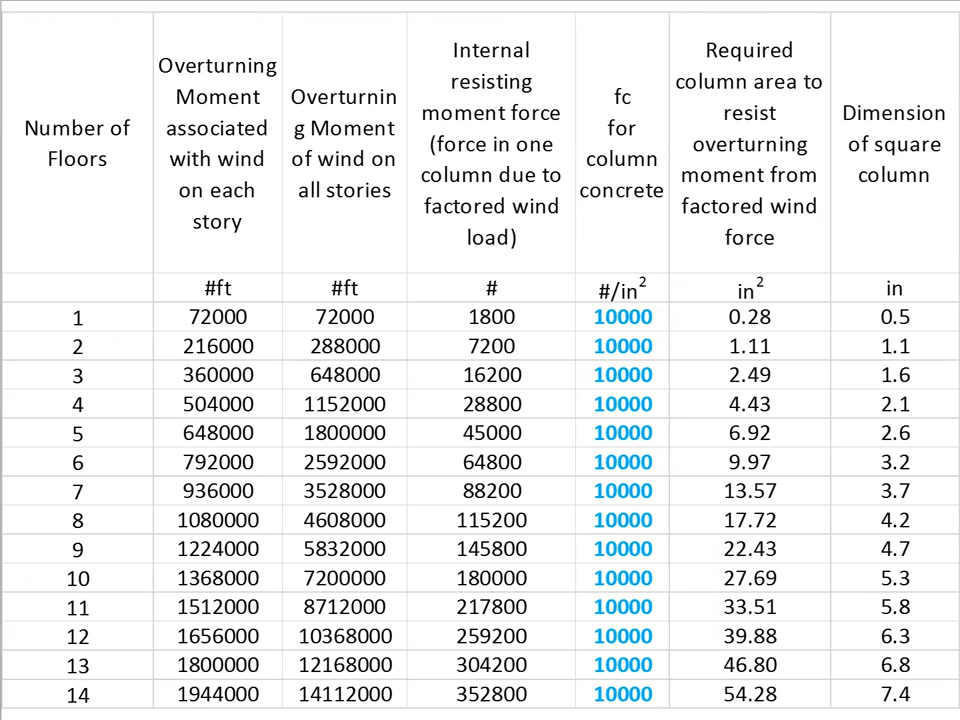 Number of
Floors
Overturning
Moment
associated
with wind
on each
story
Overturnin
g Moment
of wind on
all stories
Internal
resisting
moment force
(force in one
column due to
factored wind
load)
fc
for
column
concrete
Required
column area to
resist
overturning
moment from
factored wind
force
Dimension
of square
column
#ft #ft # #/in² in² in
1 72000 72000 1800 10000 0.28 0.5
2 216000 288000 7200 10000 1.11 1.1
3 360000 648000 16200 10000 2.49 1.6
4 504000 1152000 28800 10000 4.43 2.1
5 648000 1800000 45000 10000 6.92 2.6
6 792000 2592000 64800 10000 9.97 3.2
7 936000 3528000 88200 10000 13.57 3.7
8 1080000 4608000 115200 10000 17.72 4.2
9 1224000 5832000 145800 10000 22.43 4.7
10 1368000 7200000 180000 10000 27.69 5.3
11 1512000 8712000 217800 10000 33.51 5.8
12 1656000 10368000 259200 10000 39.88 6.3
13 1800000 12168000 304200 10000 46.80 6.8
14 1944000 14112000 352800 10000 54.28 7.4